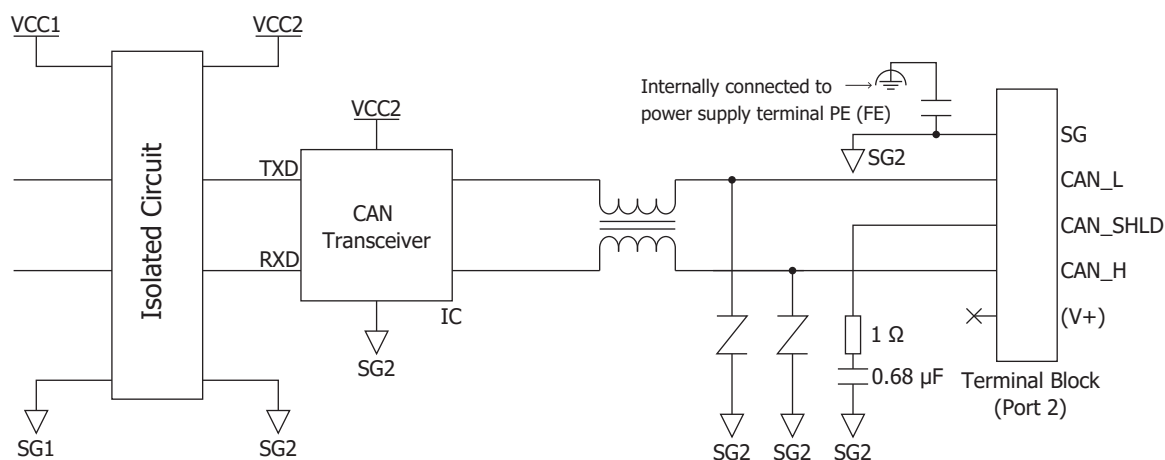 VCC1
VCC2
Internally connected to
power supply terminal PE (FE)
VCC2
SG
SG2
TXD
CAN_L
Isolated Circuit
CAN
Transceiver
CAN_SHLD
RXD
CAN_H
IC
(V+)
1 Ω
SG2
0.68 µF
Terminal Block
(Port 2)
SG1
SG2
SG2
SG2
SG2